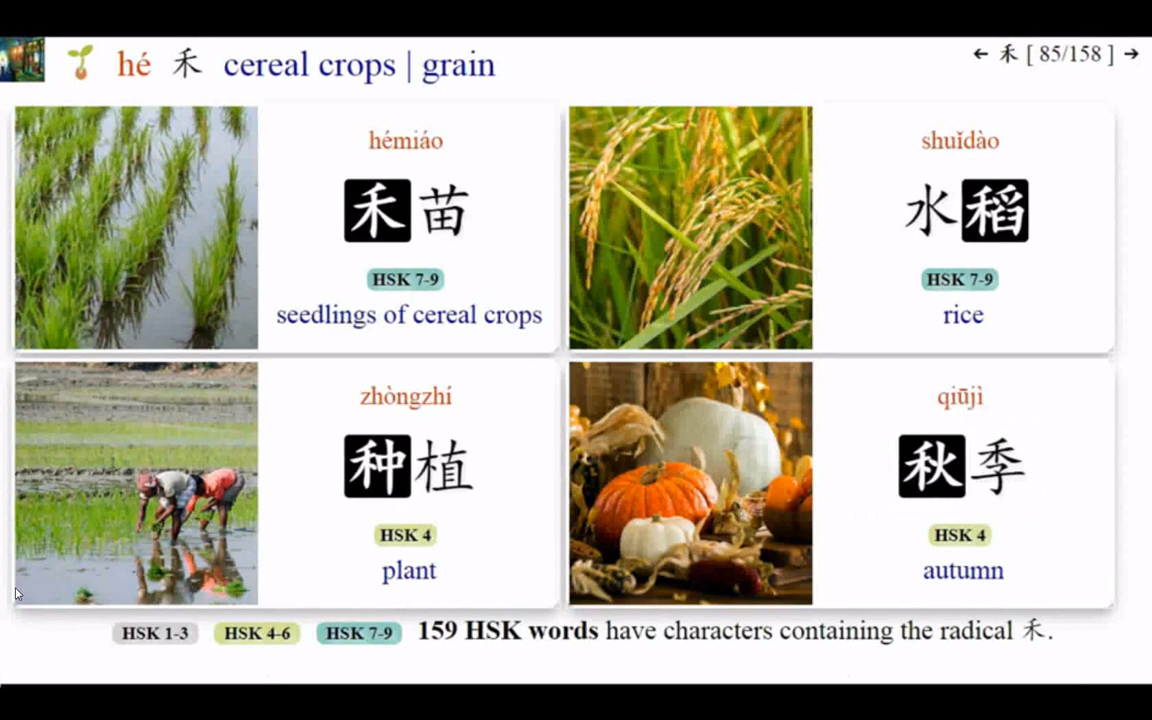 hé 禾 cereal crops | grain
← 禾 [ 85/158 ] →
hémiáo
禾苗
HSK 7-9
seedlings of cereal crops
shuǐdào
水稻
HSK 7-9
rice
zhòngzhí
种植
HSK 4
plant
qiūjì
秋季
HSK 4
autumn
HSK 1-3 HSK 4-6 HSK 7-9 159 HSK words have characters containing the radical 禾.